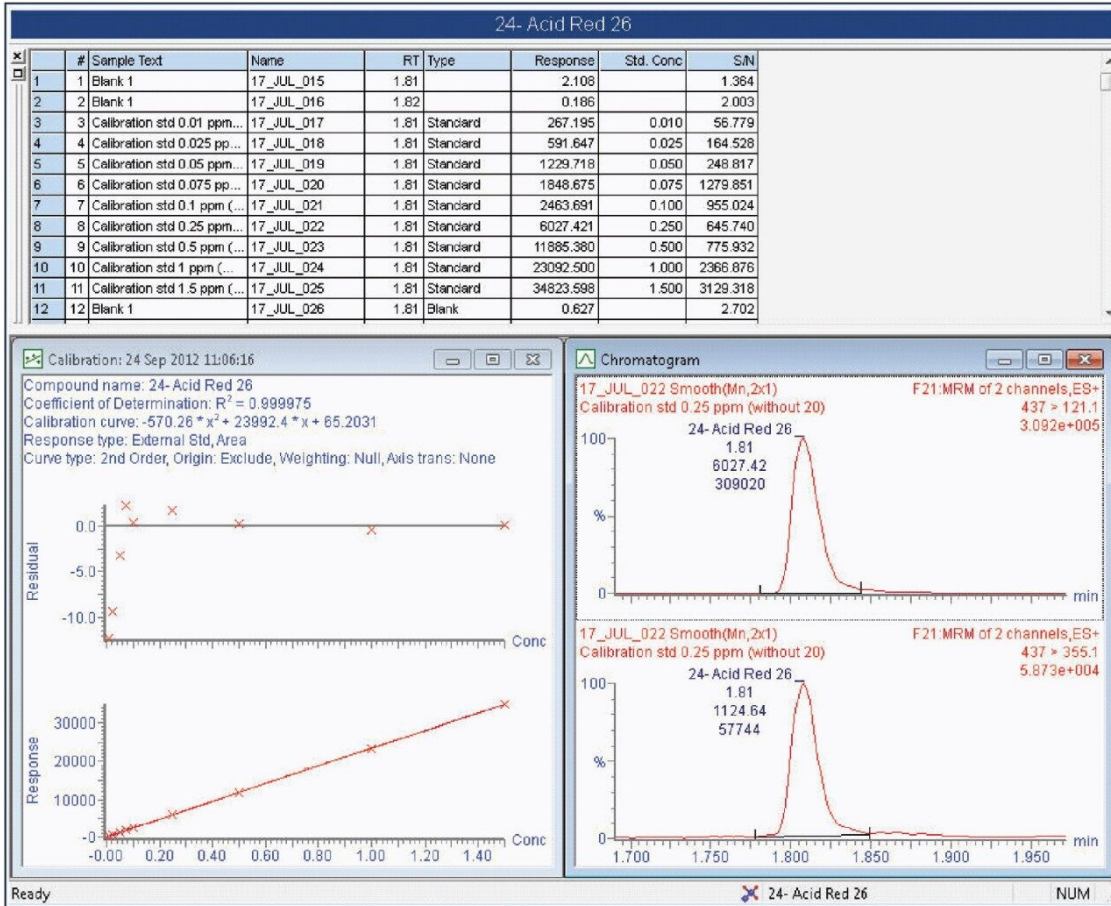 24- Acid Red 26
# Sample Text Name RT Type Response Std. Conc S/N
1 1 Blank 1 17_JUL_015 1.81 2.108 1.364
2 2 Blank 1 17_JUL_016 1.82 0.186 2.003
3 3 Calibration std 0.01 ppm... 17_JUL_017 1.81 Standard 267.195 0.010 56.779
4 4 Calibration std 0.025 pp... 17_JUL_018 1.81 Standard 591.647 0.025 164.528
5 5 Calibration std 0.05 ppm... 17_JUL_019 1.81 Standard 1229.718 0.050 248.817
6 6 Calibration std 0.075 pp... 17_JUL_020 1.81 Standard 1848.675 0.075 1279.851
7 7 Calibration std 0.1 ppm (... 17_JUL_021 1.81 Standard 2463.691 0.100 955.024
8 8 Calibration std 0.25 ppm... 17_JUL_022 1.81 Standard 6027.421 0.250 645.740
9 9 Calibration std 0.5 ppm (... 17_JUL_023 1.81 Standard 11885.380 0.500 775.932
10 10 Calibration std 1 ppm (... 17_JUL_024 1.81 Standard 23092.500 1.000 2366.876
11 11 Calibration std 1.5 ppm (... 17_JUL_025 1.81 Standard 34823.598 1.500 3129.318
12 12 Blank 1 17_JUL_026 1.81 Blank 0.627 2.702
Calibration: 24 Sep 2012 11:06:16
Compound name: 24- Acid Red 26
Coefficient of Determination: R² = 0.999975
Calibration curve: -570.26 * x² + 23992.4 * x + 65.2031
Response type: External Std, Area
Curve type: 2nd Order, Origin: Exclude, Weighting: Null, Axis trans: None
Residual
0.0
-5.0
-10.0
Conc
Response
30000
20000
10000
-0
Conc
-0.00 0.20 0.40 0.60 0.80 1.00 1.20 1.40
Chromatogram
17_JUL_022 Smooth(Mn,2x1) F21:MRM of 2 channels,ES+
Calibration std 0.25 ppm (without 20) 437 > 121.1
3.092e+005
24- Acid Red 26
1.81
6027.42
309020
100
%
0
min
17_JUL_022 Smooth(Mn,2x1) F21:MRM of 2 channels,ES+
Calibration std 0.25 ppm (without 20) 437 > 355.1
5.873e+004
24- Acid Red 26
1.81
1124.64
57744
100
%
0
min
1.700 1.750 1.800 1.850 1.900 1.950
Ready 24- Acid Red 26 NUM